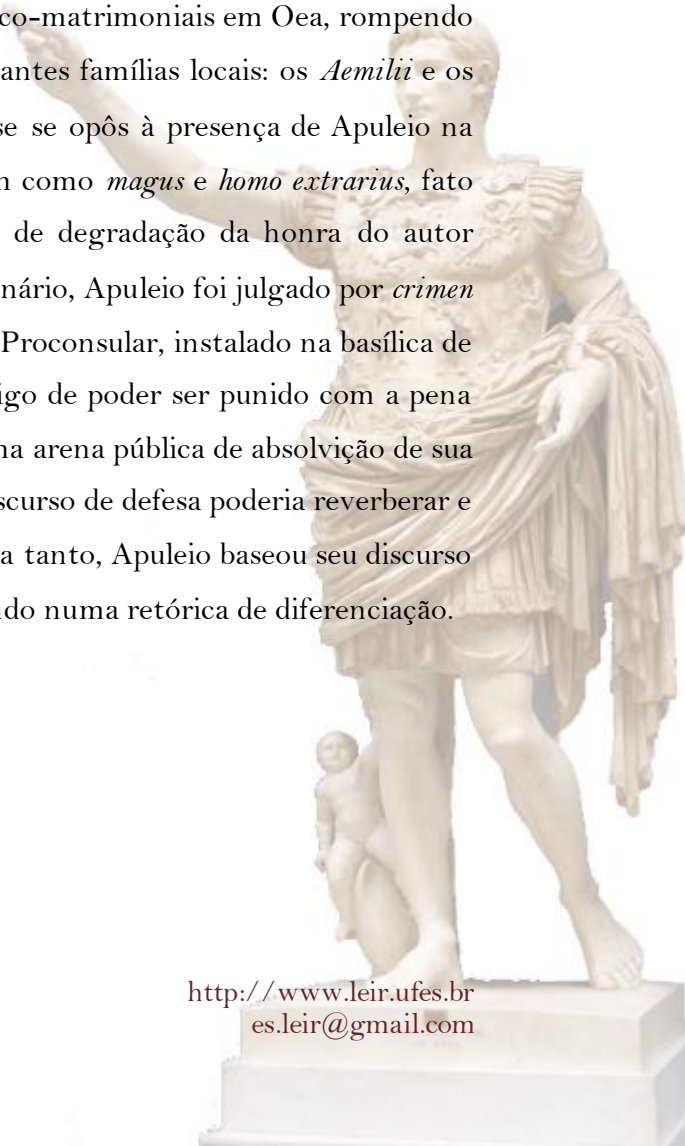 co-matrimoniais em Oea, rompendo
antes famílias locais: os Aemilii e os
se se opôs à presença de Apuleio na
como magus e homo extrarius, fato
de degradação da honra do autor
nário, Apuleio foi julgado por crimen
Proconsular, instalado na basílica de
igo de poder ser punido com a pena
na arena pública de absolvição de sua
scurso de defesa poderia reverberar e
a tanto, Apuleio baseou seu discurso
ndo numa retórica de diferenciação.
http://www.leir.ufes.br
es.leir@gmail.com